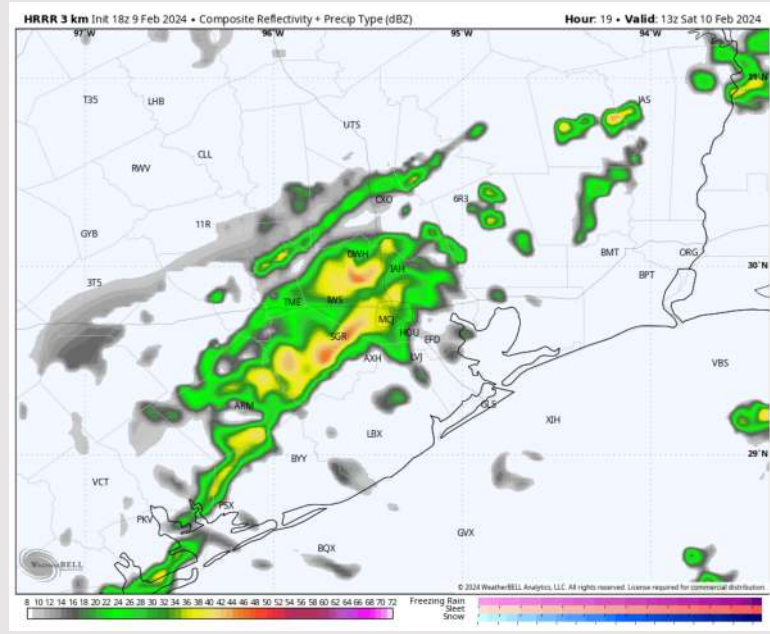 HRRR 3 km Init 18z 9 Feb 2024 • Composite Reflectivity + Precip Type (dBZ) Hour: 19 • Valid: 13z Sat 10 Feb 2024
97°W 96°W 95°W 94°W
31°N
T35 LHB JAS
UTS
CLL
RWV
CXO 6R3
11R
GYB
DWH BMT ORG
IAH 30°N
3T5 BPT
TME IWS
MCJ
SGR HOU EFD
AXH LVJ VBS
ARM GLS
XIH
LBX
BYY 29°N
VCT
PSX
PKV
GVX
BQX
WeatherBELL
© 2024 WeatherBELL Analytics, LLC. All rights reserved. License required for commercial distribution.
8 10 12 14 16 18 20 22 24 26 28 30 32 34 36 38 40 42 44 46 48 50 52 54 56 58 60 62 64 66 68 70 72
Freezing Rain
Sleet
Snow